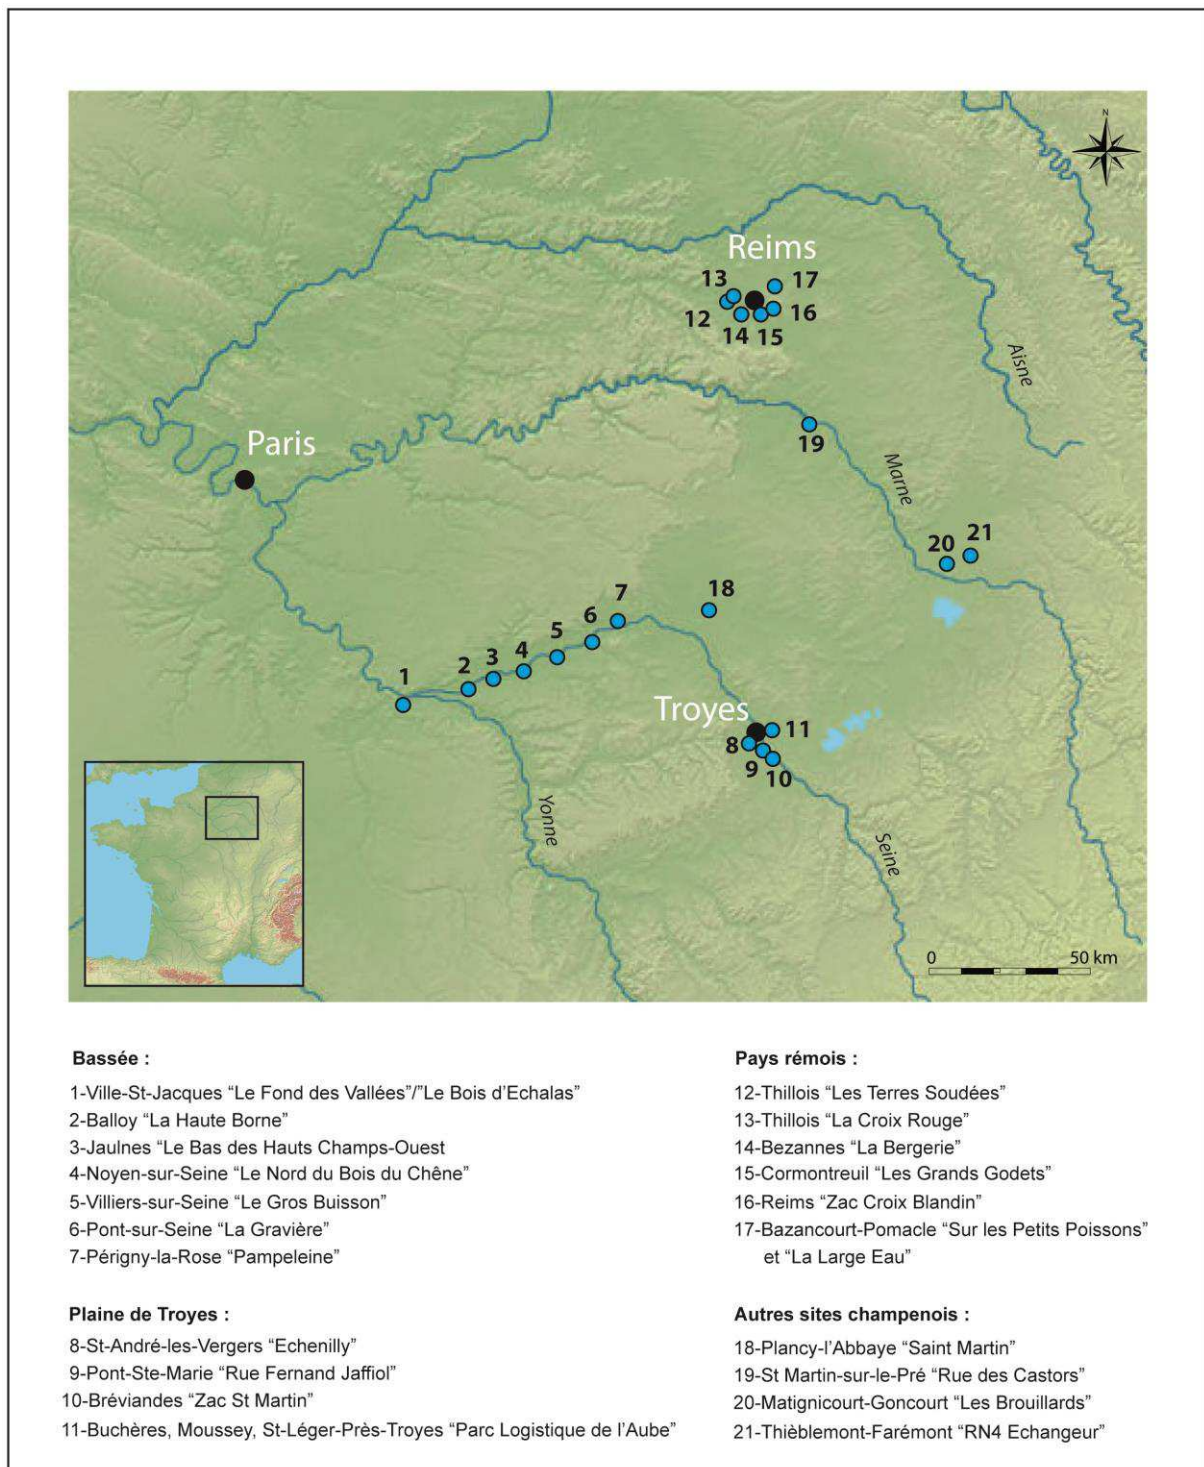 N
Reims
13
17
12
16
14
15
Aisne
Paris
19
Marne
20
21
7
18
6
5
4
3
2
1
Troyes
11
8
9
10
Yonne
Seine
0 50 km
Bassée :
1-Ville-St-Jacques “Le Fond des Vallées”/”Le Bois d’Echalas”
2-Balloy “La Haute Borne”
3-Jaulnes “Le Bas des Hauts Champs-Ouest
4-Noyen-sur-Seine “Le Nord du Bois du Chêne”
5-Villiers-sur-Seine “Le Gros Buisson”
6-Pont-sur-Seine “La Gravière”
7-Périgny-la-Rose “Pampeleine”
Plaine de Troyes :
8-St-André-les-Vergers “Echenilly”
9-Pont-Ste-Marie “Rue Fernand Jaffiol”
10-Bréviandes “Zac St Martin”
11-Buchères, Moussey, St-Léger-Près-Troyes “Parc Logistique de l’Aube”
Pays rémois :
12-Thillois “Les Terres Soudées”
13-Thillois “La Croix Rouge”
14-Bezannes “La Bergerie”
15-Cormontreuil “Les Grands Godets”
16-Reims “Zac Croix Blandin”
17-Bazancourt-Pomacle “Sur les Petits Poissons”
et “La Large Eau”
Autres sites champenois :
18-Plancy-l’Abbaye “Saint Martin”
19-St Martin-sur-le-Pré “Rue des Castors”
20-Matignicourt-Goncourt “Les Brouillards”
21-Thièblemont-Farémont “RN4 Echangeur”